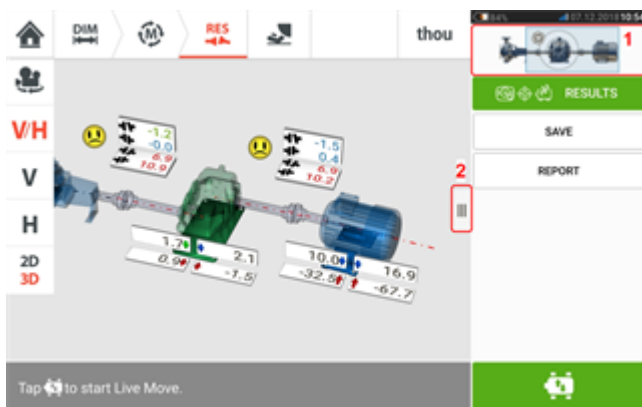 DIM
M
RES
thou
64%
07.12.2018 10:54
1
RESULTS
SAVE
REPORT
V/H
V
H
2D
3D
-1.2
-0.0
6.9
10.9
-1.5
0.4
6.9
10.2
2
1.7 2.1
0.9 -1.5
10.0 16.9
-32.5 -67.7
Tap to start Live Move.